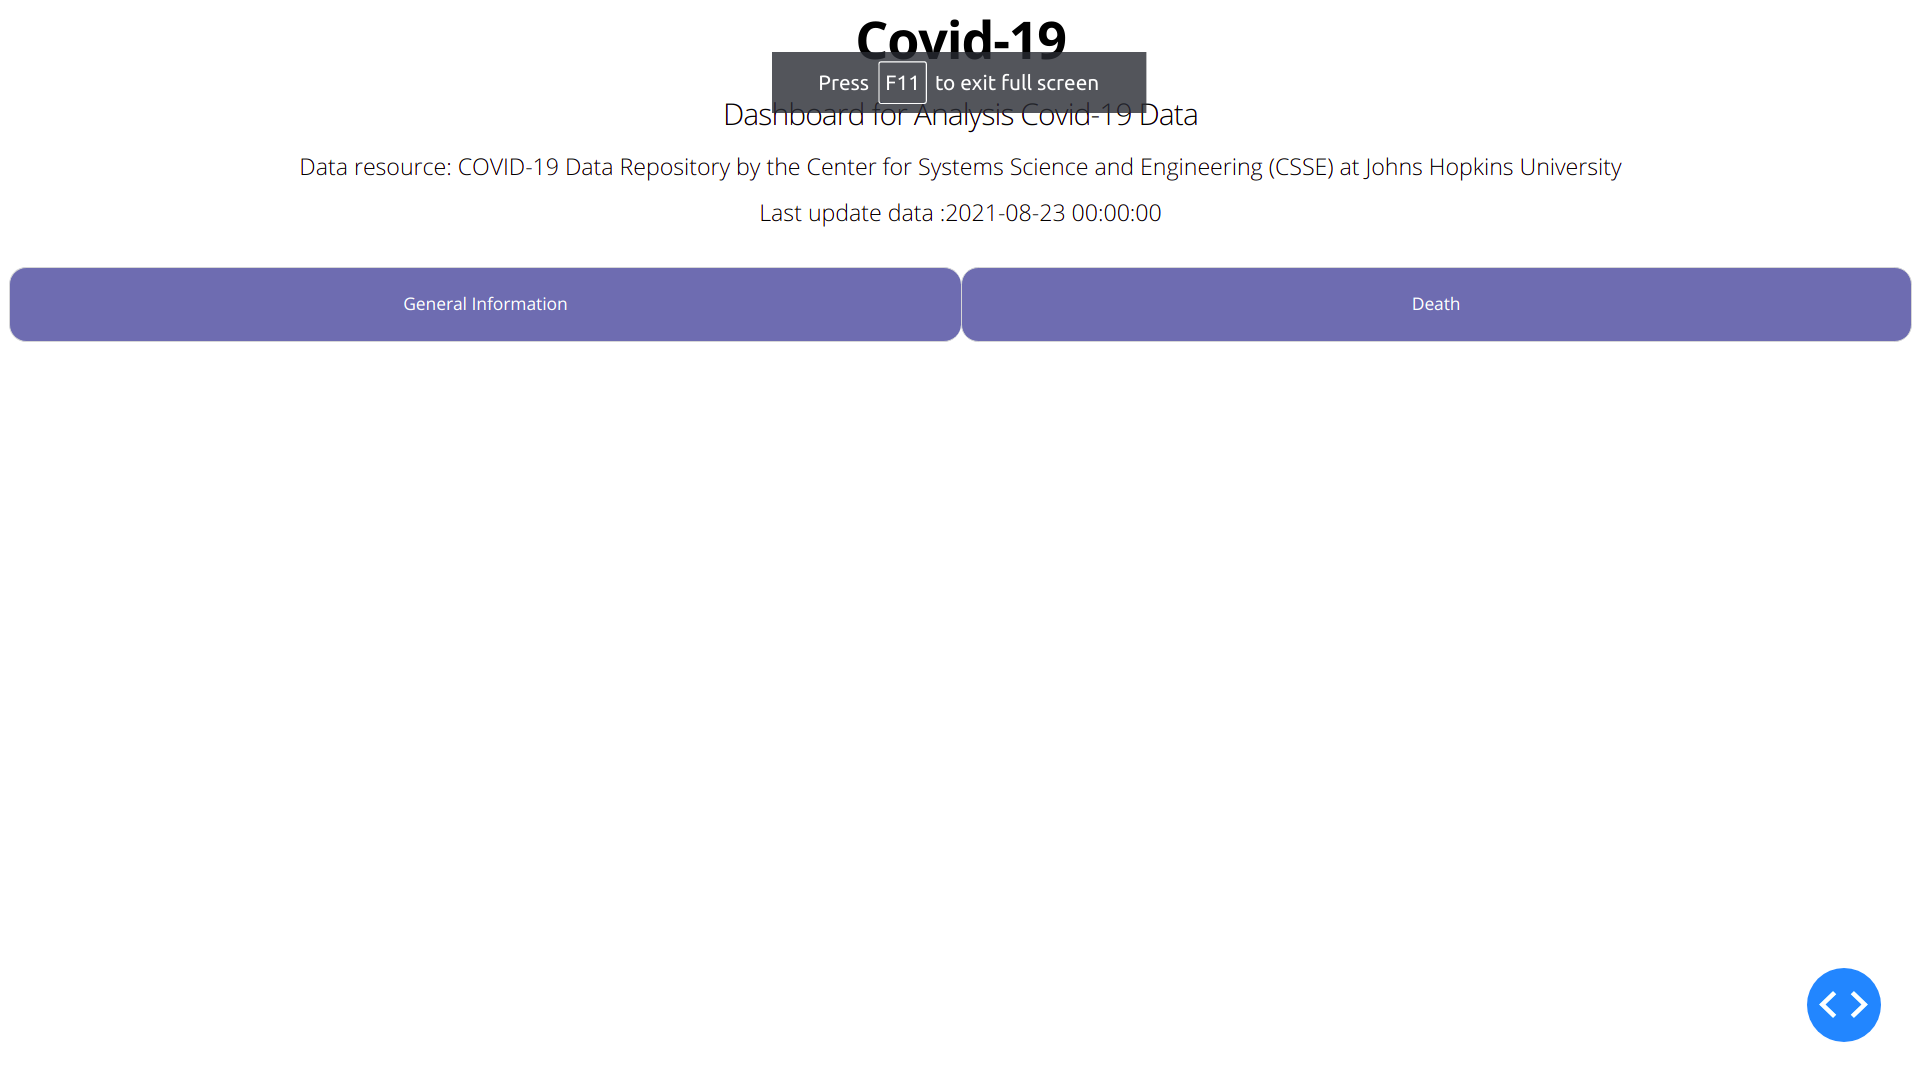 Covid-19
Press F11 to exit full screen
Dashboard for Analysis Covid-19 Data
Data resource: COVID-19 Data Repository by the Center for Systems Science and Engineering (CSSE) at Johns Hopkins University
Last update data :2021-08-23 00:00:00
General Information
Death